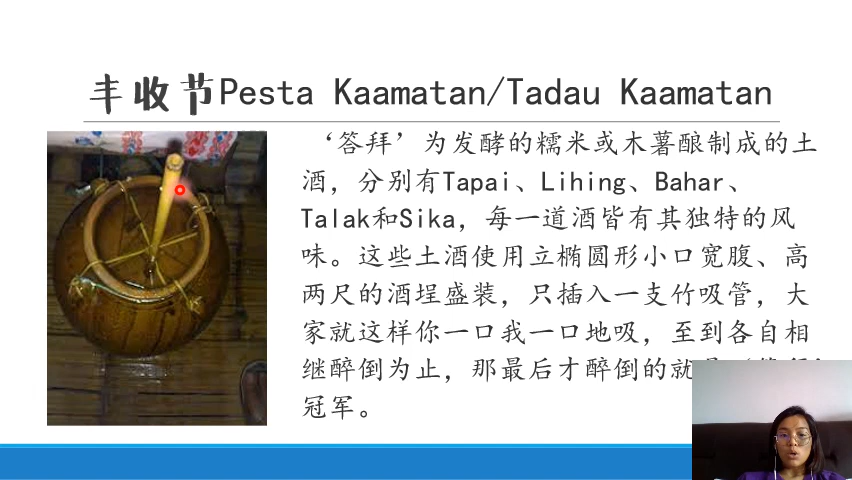 丰收节Pesta Kaamatan/Tadau Kaamatan
‘答拜’为发酵的糯米或木薯酿制成的土
酒，分别有Tapai、Lihing、Bahar、
Talak和Sika，每一道酒皆有其独特的风
味。这些土酒使用立椭圆形小口宽腹、高
两尺的酒埕盛装，只插入一支竹吸管，大
家就这样你一口我一口地吸，至到各自相
继醉倒为止，那最后才醉倒的就
冠军。